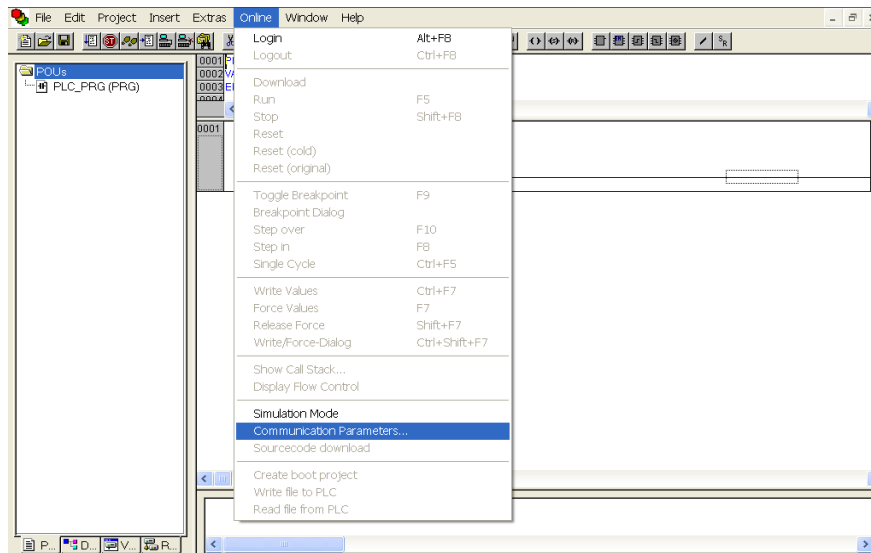 File Edit Project Insert Extras Online Window Help
POUs
PLC_PRG (PRG)
0001
0002
0003
0004
0001
Login Alt+F8
Logout Ctrl+F8
Download
Run F5
Stop Shift+F8
Reset
Reset (cold)
Reset (original)
Toggle Breakpoint F9
Breakpoint Dialog
Step over F10
Step in F8
Single Cycle Ctrl+F5
Write Values Ctrl+F7
Force Values F7
Release Force Shift+F7
Write/Force-Dialog Ctrl+Shift+F7
Show Call Stack...
Display Flow Control
Simulation Mode
Communication Parameters...
Sourcecode download
Create boot project
Write file to PLC
Read file from PLC
P... D... V... R...